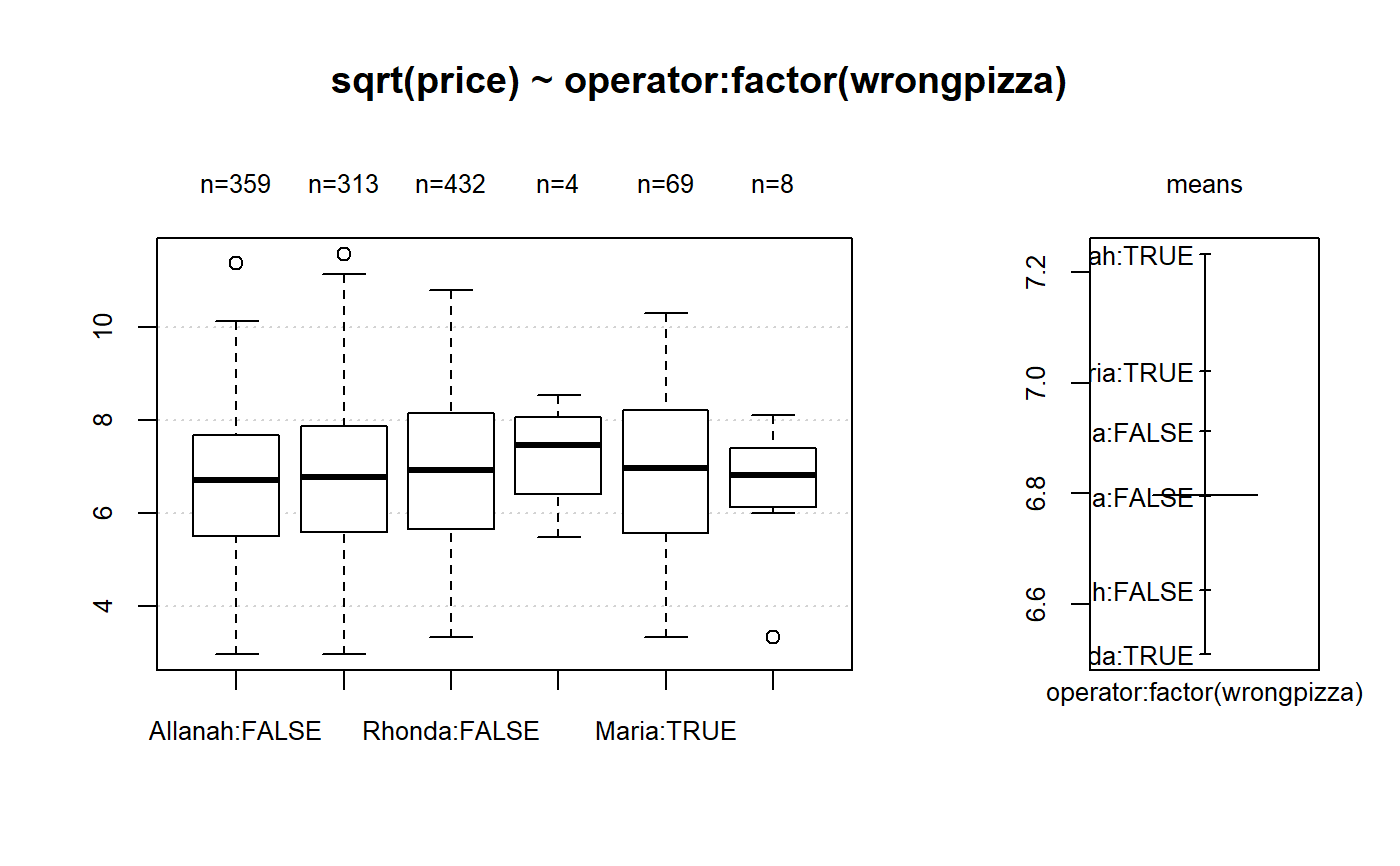 sqrt(price) ~ operator:factor(wrongpizza)
n=359 n=313 n=432 n=4 n=69 n=8
10
8
6
4
Allanah:FALSE Rhonda:FALSE Maria:TRUE
means
7.2
7.0
6.8
6.6
ah:TRUE
ria:TRUE
a:FALSE
a:FALSE
h:FALSE
da:TRUE
operator:factor(wrongpizza)